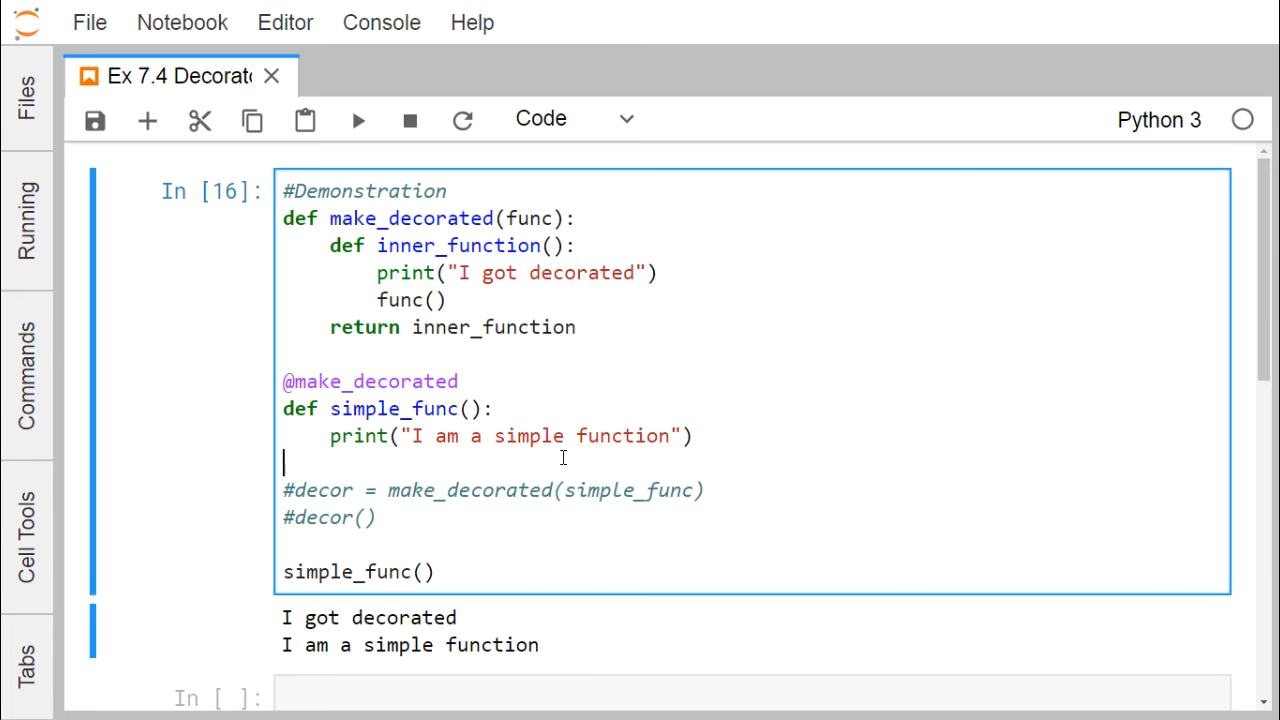 File Notebook Editor Console Help
Ex 7.4 Decorat
Code Python 3
Files
Running
Commands
Cell Tools
Tabs
In [16]:
#Demonstration
def make_decorated(func):
    def inner_function():
        print("I got decorated")
        func()
    return inner_function

@make_decorated
def simple_func():
    print("I am a simple function")

#decor = make_decorated(simple_func)
#decor()

simple_func()
I got decorated
I am a simple function
In [ ]: